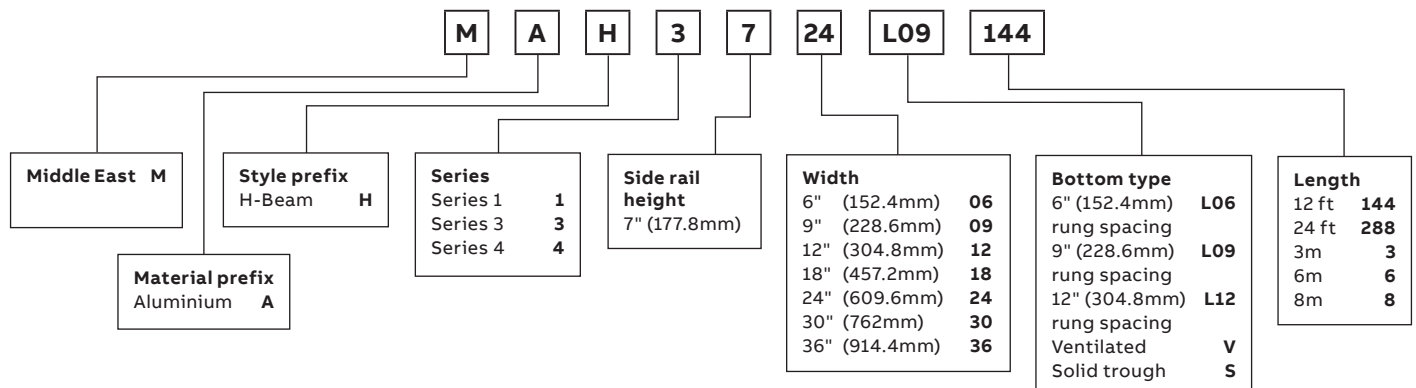 M A H 3 7 24 L09 144
Middle East M
Material prefix
Aluminium A
Style prefix
H-Beam H
Series
Series 1 1
Series 3 3
Series 4 4
Side rail
height
7" (177.8mm)
Width
6" (152.4mm) 06
9" (228.6mm) 09
12" (304.8mm) 12
18" (457.2mm) 18
24" (609.6mm) 24
30" (762mm) 30
36" (914.4mm) 36
Bottom type
6" (152.4mm) L06
rung spacing
9" (228.6mm) L09
rung spacing
12" (304.8mm) L12
rung spacing
Ventilated V
Solid trough S
Length
12 ft 144
24 ft 288
3m 3
6m 6
8m 8